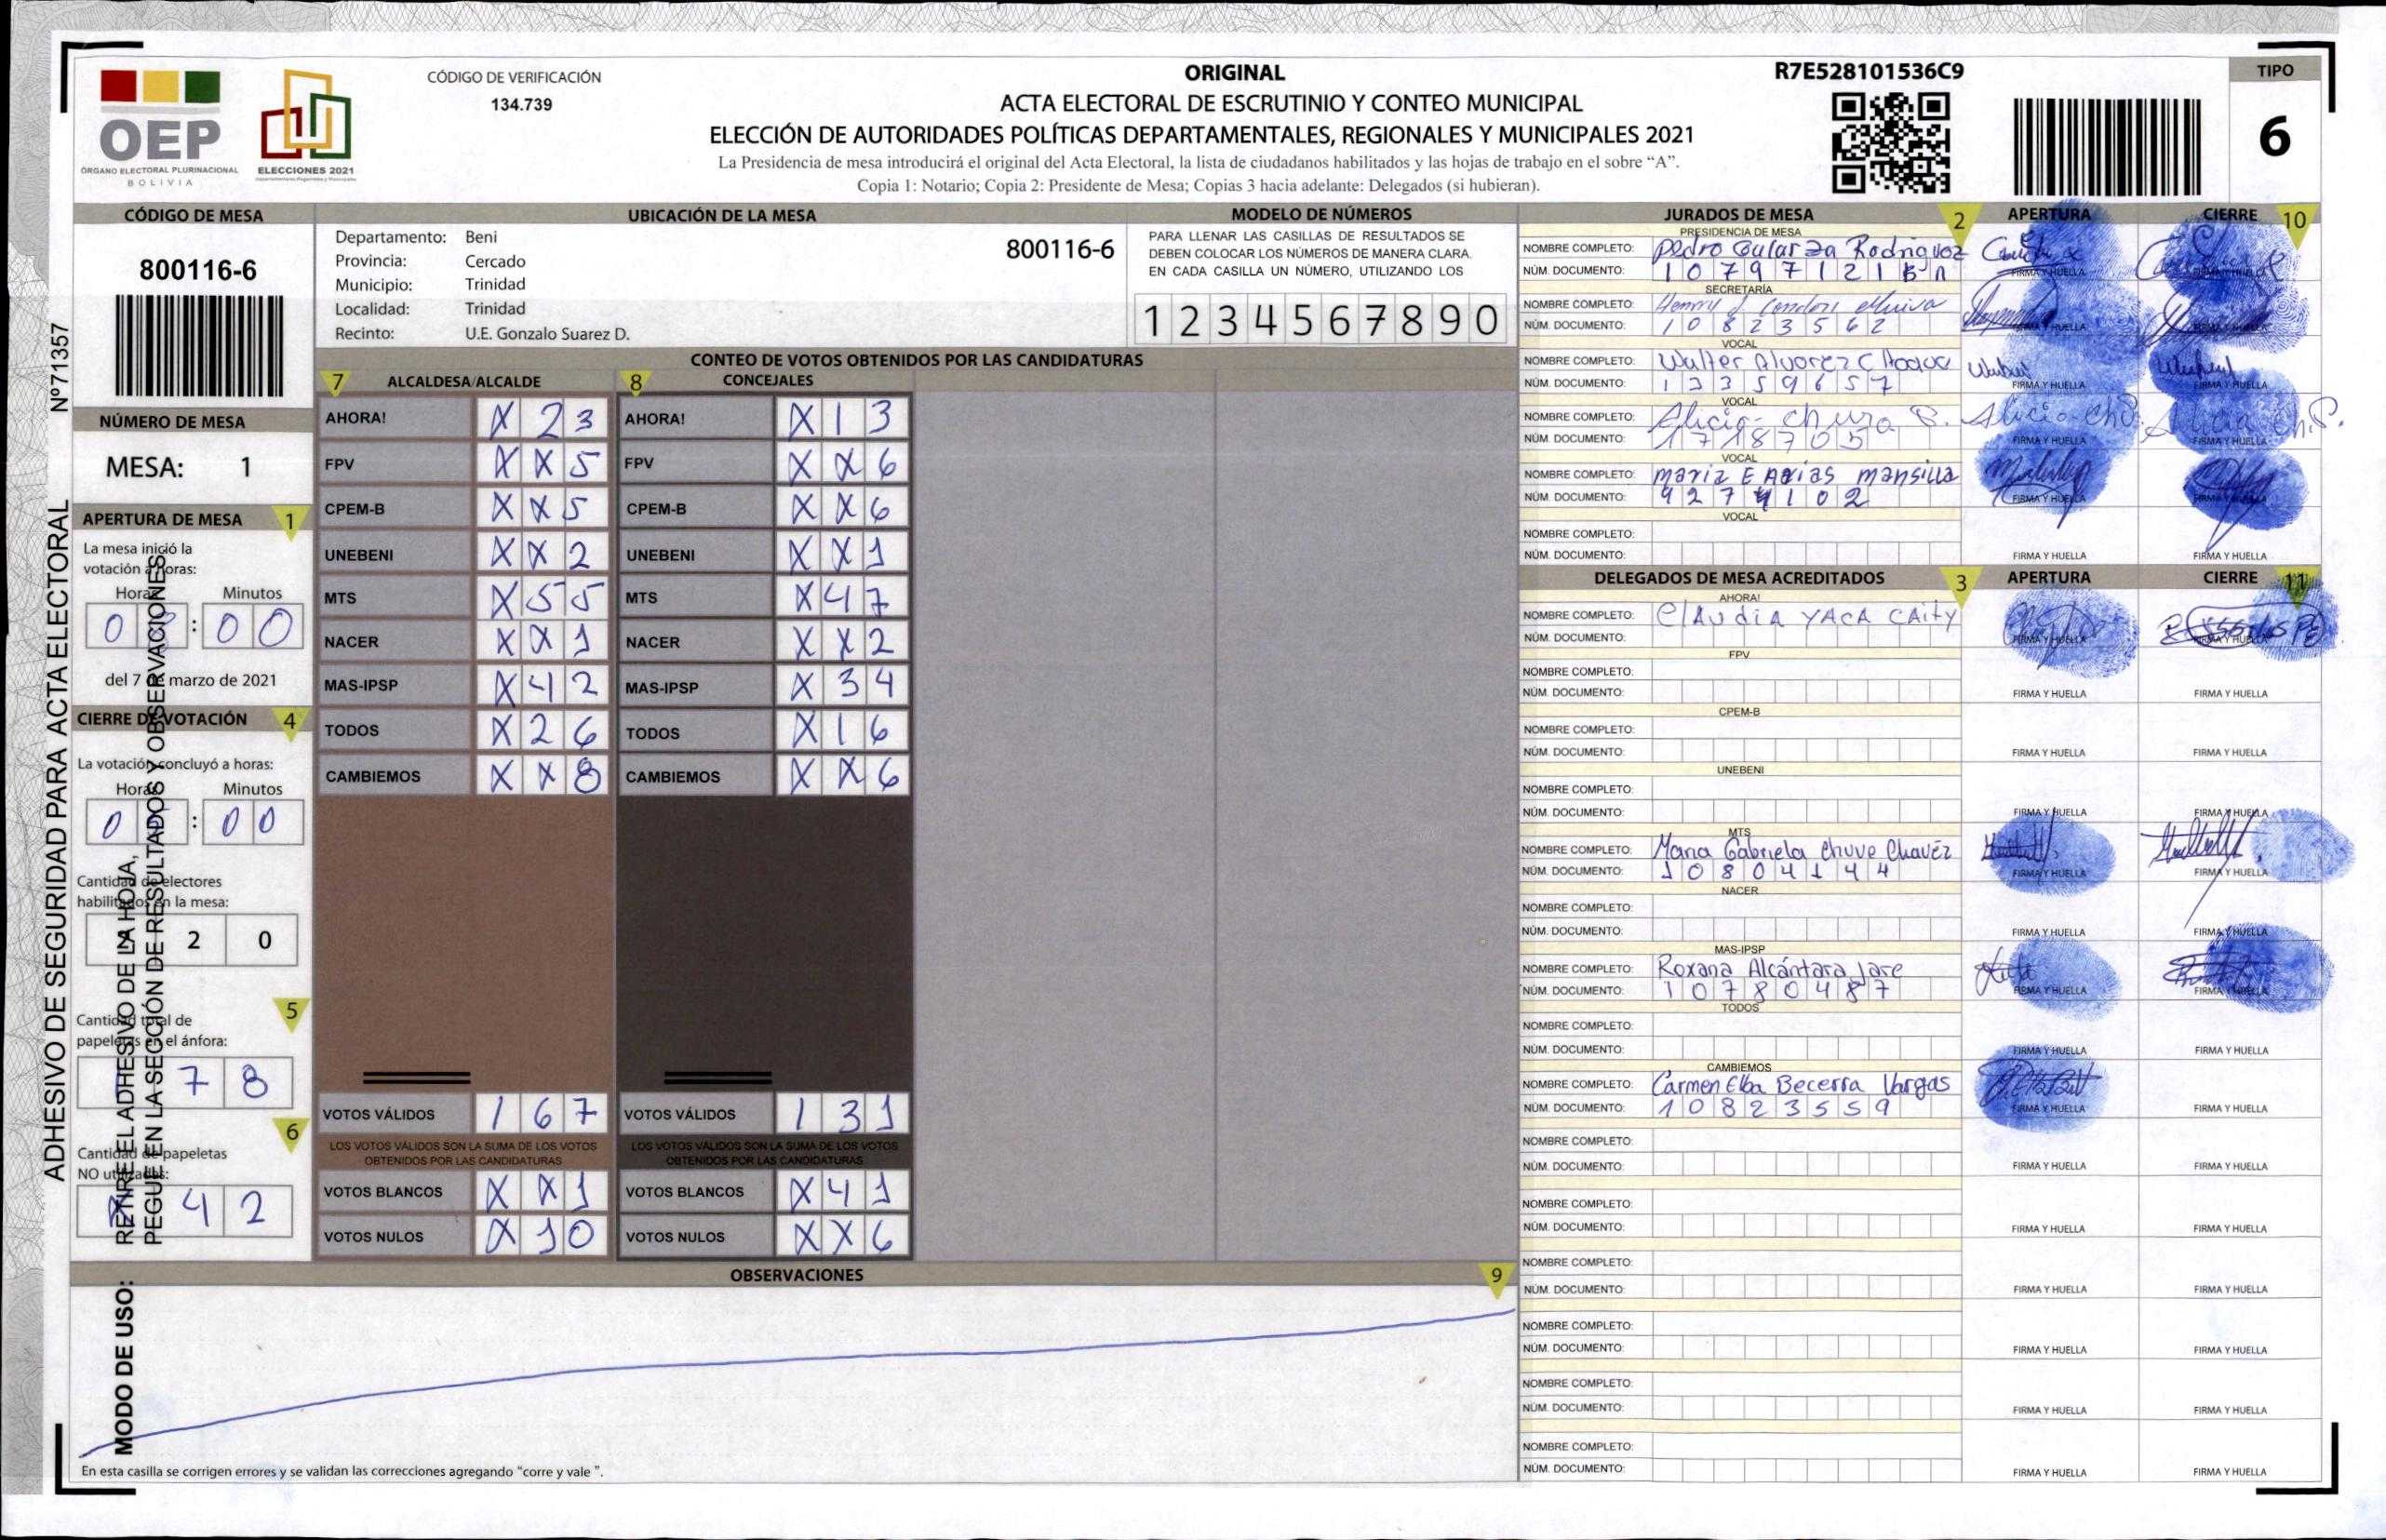 ORIGINAL
R7E528101536C9
TIPO
6
CÓDIGO DE VERIFICACIÓN
134.739
ACTA ELECTORAL DE ESCRUTINIO Y CONTEO MUNICIPAL
ELECCIÓN DE AUTORIDADES POLÍTICAS DEPARTAMENTALES, REGIONALES Y MUNICIPALES 2021
La Presidencia de mesa introducirá el original del Acta Electoral, la lista de ciudadanos habilitados y las hojas de trabajo en el sobre “A”.
Copia 1: Notario; Copia 2: Presidente de Mesa; Copias 3 hacia adelante: Delegados (si hubieran).
OEP
ÓRGANO ELECTORAL PLURINACIONAL
BOLIVIA
ELECCIONES 2021
Nº71357
ADHESIVO DE SEGURIDAD PARA ACTA ELECTORAL
MODO DE USO:
RETIRE EL ADHESIVO DE LA HOJA,
PEGUE EN LA SECCIÓN DE RESULTADOS Y OBSERVACIONES
CÓDIGO DE MESA
800116-6
NÚMERO DE MESA
MESA: 1
APERTURA DE MESA 1
La mesa inició la
votación a horas:
Horas Minutos
0 : 0 0
del 7 de marzo de 2021
CIERRE DE VOTACIÓN 4
La votación concluyó a horas:
Horas Minutos
0 : 0 0
Cantidad de electores
habilitados en la mesa:
2 0
5
Cantidad total de
papeletas en el ánfora:
7 8
6
Cantidad de papeletas
NO utilizadas:
X 4 2
UBICACIÓN DE LA MESA
Departamento: Beni
Provincia: Cercado
Municipio: Trinidad
Localidad: Trinidad
Recinto: U.E. Gonzalo Suarez D.
800116-6
MODELO DE NÚMEROS
PARA LLENAR LAS CASILLAS DE RESULTADOS SE
DEBEN COLOCAR LOS NÚMEROS DE MANERA CLARA.
EN CADA CASILLA UN NÚMERO, UTILIZANDO LOS
1 2 3 4 5 6 7 8 9 0
CONTEO DE VOTOS OBTENIDOS POR LAS CANDIDATURAS
7 ALCALDESA/ALCALDE
AHORA! X 2 3
FPV X X 5
CPEM-B X X 5
UNEBENI X X 2
MTS X 5 5
NACER X X 1
MAS-IPSP X 4 2
TODOS X 2 6
CAMBIEMOS X X 8
VOTOS VÁLIDOS 1 6 7
LOS VOTOS VÁLIDOS SON LA SUMA DE LOS VOTOS
OBTENIDOS POR LAS CANDIDATURAS
VOTOS BLANCOS X X 1
VOTOS NULOS X 1 0
8 CONCEJALES
AHORA! X 1 3
FPV X X 6
CPEM-B X X 6
UNEBENI X X 1
MTS X 4 7
NACER X X 2
MAS-IPSP X 3 4
TODOS X 1 6
CAMBIEMOS X X 6
VOTOS VÁLIDOS 1 3 1
LOS VOTOS VÁLIDOS SON LA SUMA DE LOS VOTOS
OBTENIDOS POR LAS CANDIDATURAS
VOTOS BLANCOS X 4 1
VOTOS NULOS X X 6
OBSERVACIONES 9
En esta casilla se corrigen errores y se validan las correcciones agregando “corre y vale ”.
JURADOS DE MESA 2 APERTURA CIERRE 10
PRESIDENCIA DE MESA
NOMBRE COMPLETO: Pedro Rodriguez
NÚM. DOCUMENTO: 1 0 7 9 7 1 2 1 B n
FIRMA Y HUELLA FIRMA Y HUELLA
SECRETARÍA
NOMBRE COMPLETO: Henry J. Condori
NÚM. DOCUMENTO: 1 0 8 2 3 5 6 2
FIRMA Y HUELLA FIRMA Y HUELLA
VOCAL
NOMBRE COMPLETO: Walter Alvarez
NÚM. DOCUMENTO: 1 3 3 5 9 6 5 7
FIRMA Y HUELLA FIRMA Y HUELLA
VOCAL
NOMBRE COMPLETO: Alicia Chura P. Alicia Ch.P.
NÚM. DOCUMENTO: 1 7 1 8 7 0 5
FIRMA Y HUELLA FIRMA Y HUELLA
VOCAL
NOMBRE COMPLETO: Maria E Arias Mansilla
NÚM. DOCUMENTO: 4 2 7 4 1 0 2
FIRMA Y HUELLA FIRMA Y HUELLA
VOCAL
NOMBRE COMPLETO:
NÚM. DOCUMENTO:
FIRMA Y HUELLA FIRMA Y HUELLA
DELEGADOS DE MESA ACREDITADOS 3 APERTURA CIERRE 11
AHORA!
NOMBRE COMPLETO: Claudia YACA CAity
NÚM. DOCUMENTO:
FIRMA Y HUELLA FIRMA Y HUELLA
FPV
NOMBRE COMPLETO:
NÚM. DOCUMENTO:
FIRMA Y HUELLA FIRMA Y HUELLA
CPEM-B
NOMBRE COMPLETO:
NÚM. DOCUMENTO:
FIRMA Y HUELLA FIRMA Y HUELLA
UNEBENI
NOMBRE COMPLETO:
NÚM. DOCUMENTO:
FIRMA Y HUELLA FIRMA Y HUELLA
MTS
NOMBRE COMPLETO: Maria Gabriela Chuve Chavéz
NÚM. DOCUMENTO: 1 0 8 0 4 1 4 4
FIRMA Y HUELLA FIRMA Y HUELLA
NACER
NOMBRE COMPLETO:
NÚM. DOCUMENTO:
FIRMA Y HUELLA FIRMA Y HUELLA
MAS-IPSP
NOMBRE COMPLETO: Roxana Alcántara Jare
NÚM. DOCUMENTO: 1 0 7 8 0 4 8 7
FIRMA Y HUELLA FIRMA Y HUELLA
TODOS
NOMBRE COMPLETO:
NÚM. DOCUMENTO:
FIRMA Y HUELLA FIRMA Y HUELLA
CAMBIEMOS
NOMBRE COMPLETO: Carmen Elba Becerra Vargas
NÚM. DOCUMENTO: 1 0 8 2 3 5 5 9
FIRMA Y HUELLA FIRMA Y HUELLA
NOMBRE COMPLETO:
NÚM. DOCUMENTO:
FIRMA Y HUELLA FIRMA Y HUELLA
NOMBRE COMPLETO:
NÚM. DOCUMENTO:
FIRMA Y HUELLA FIRMA Y HUELLA
NOMBRE COMPLETO:
NÚM. DOCUMENTO:
FIRMA Y HUELLA FIRMA Y HUELLA
NOMBRE COMPLETO:
NÚM. DOCUMENTO:
FIRMA Y HUELLA FIRMA Y HUELLA
NOMBRE COMPLETO:
NÚM. DOCUMENTO:
FIRMA Y HUELLA FIRMA Y HUELLA
NOMBRE COMPLETO:
NÚM. DOCUMENTO:
FIRMA Y HUELLA FIRMA Y HUELLA